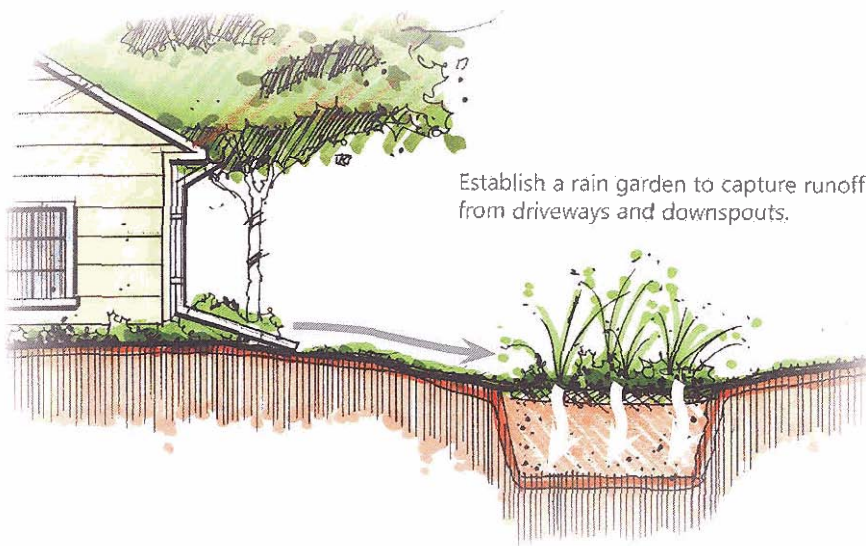 Establish a rain garden to capture runoff
from driveways and downspouts.